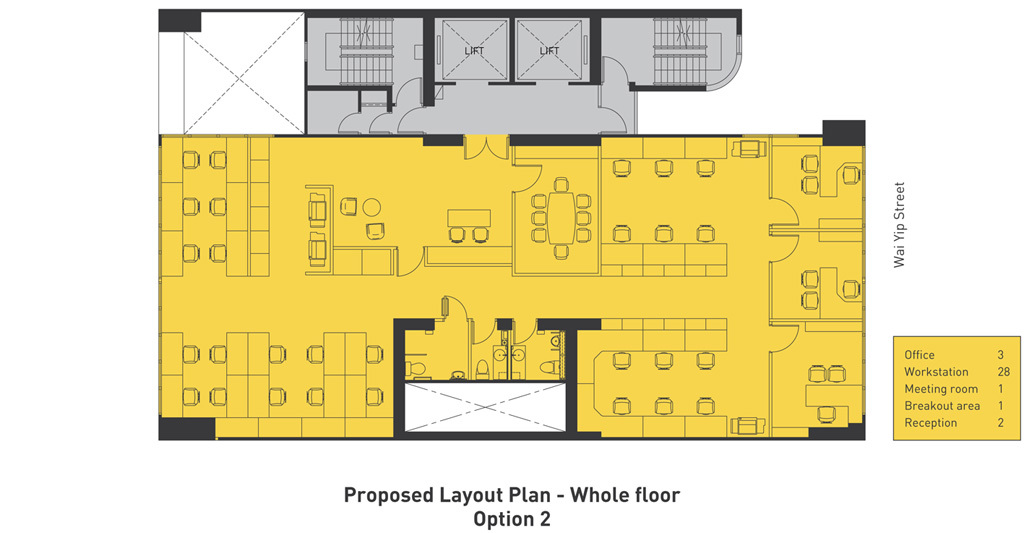 LIFT
LIFT
Wai Yip Street
Office 3
Workstation 28
Meeting room 1
Breakout area 1
Reception 2
Proposed Layout Plan - Whole floor
Option 2